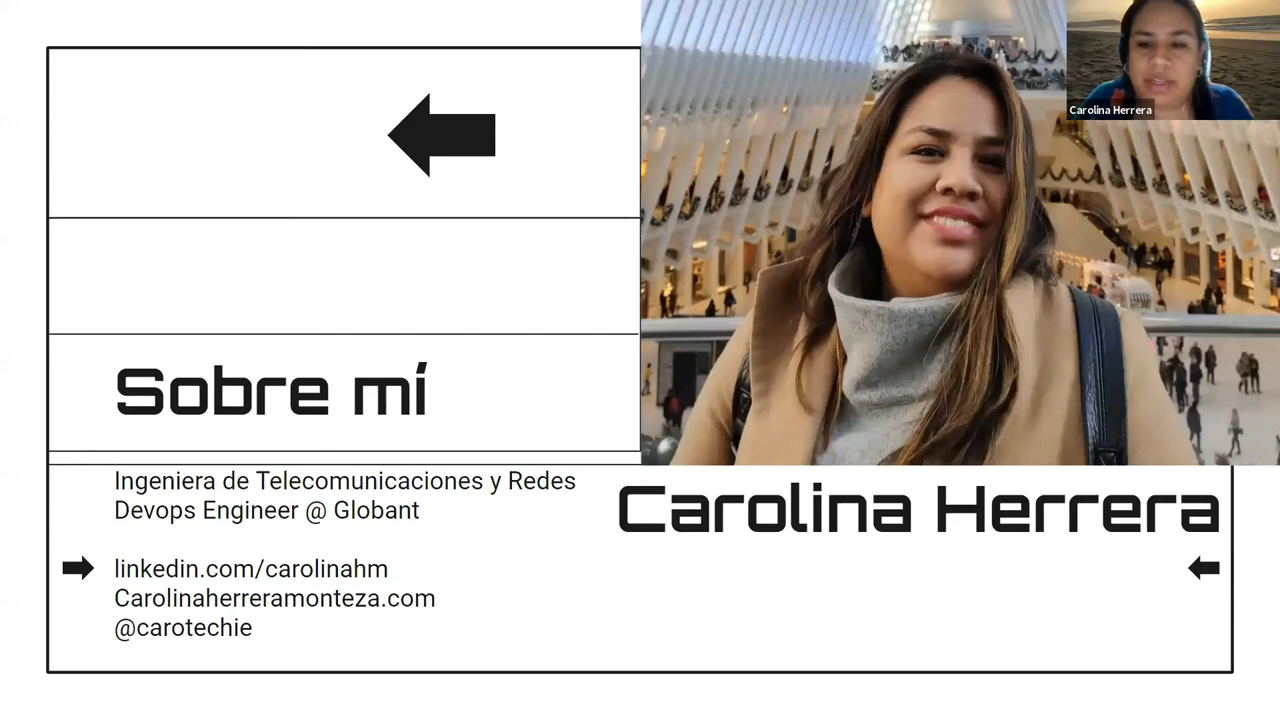 Carolina Herrera
Sobre mí
Ingeniera de Telecomunicaciones y Redes
Devops Engineer @ Globant
Carolina Herrera
linkedin.com/carolinahm
Carolinaherreramonteza.com
@carotechie